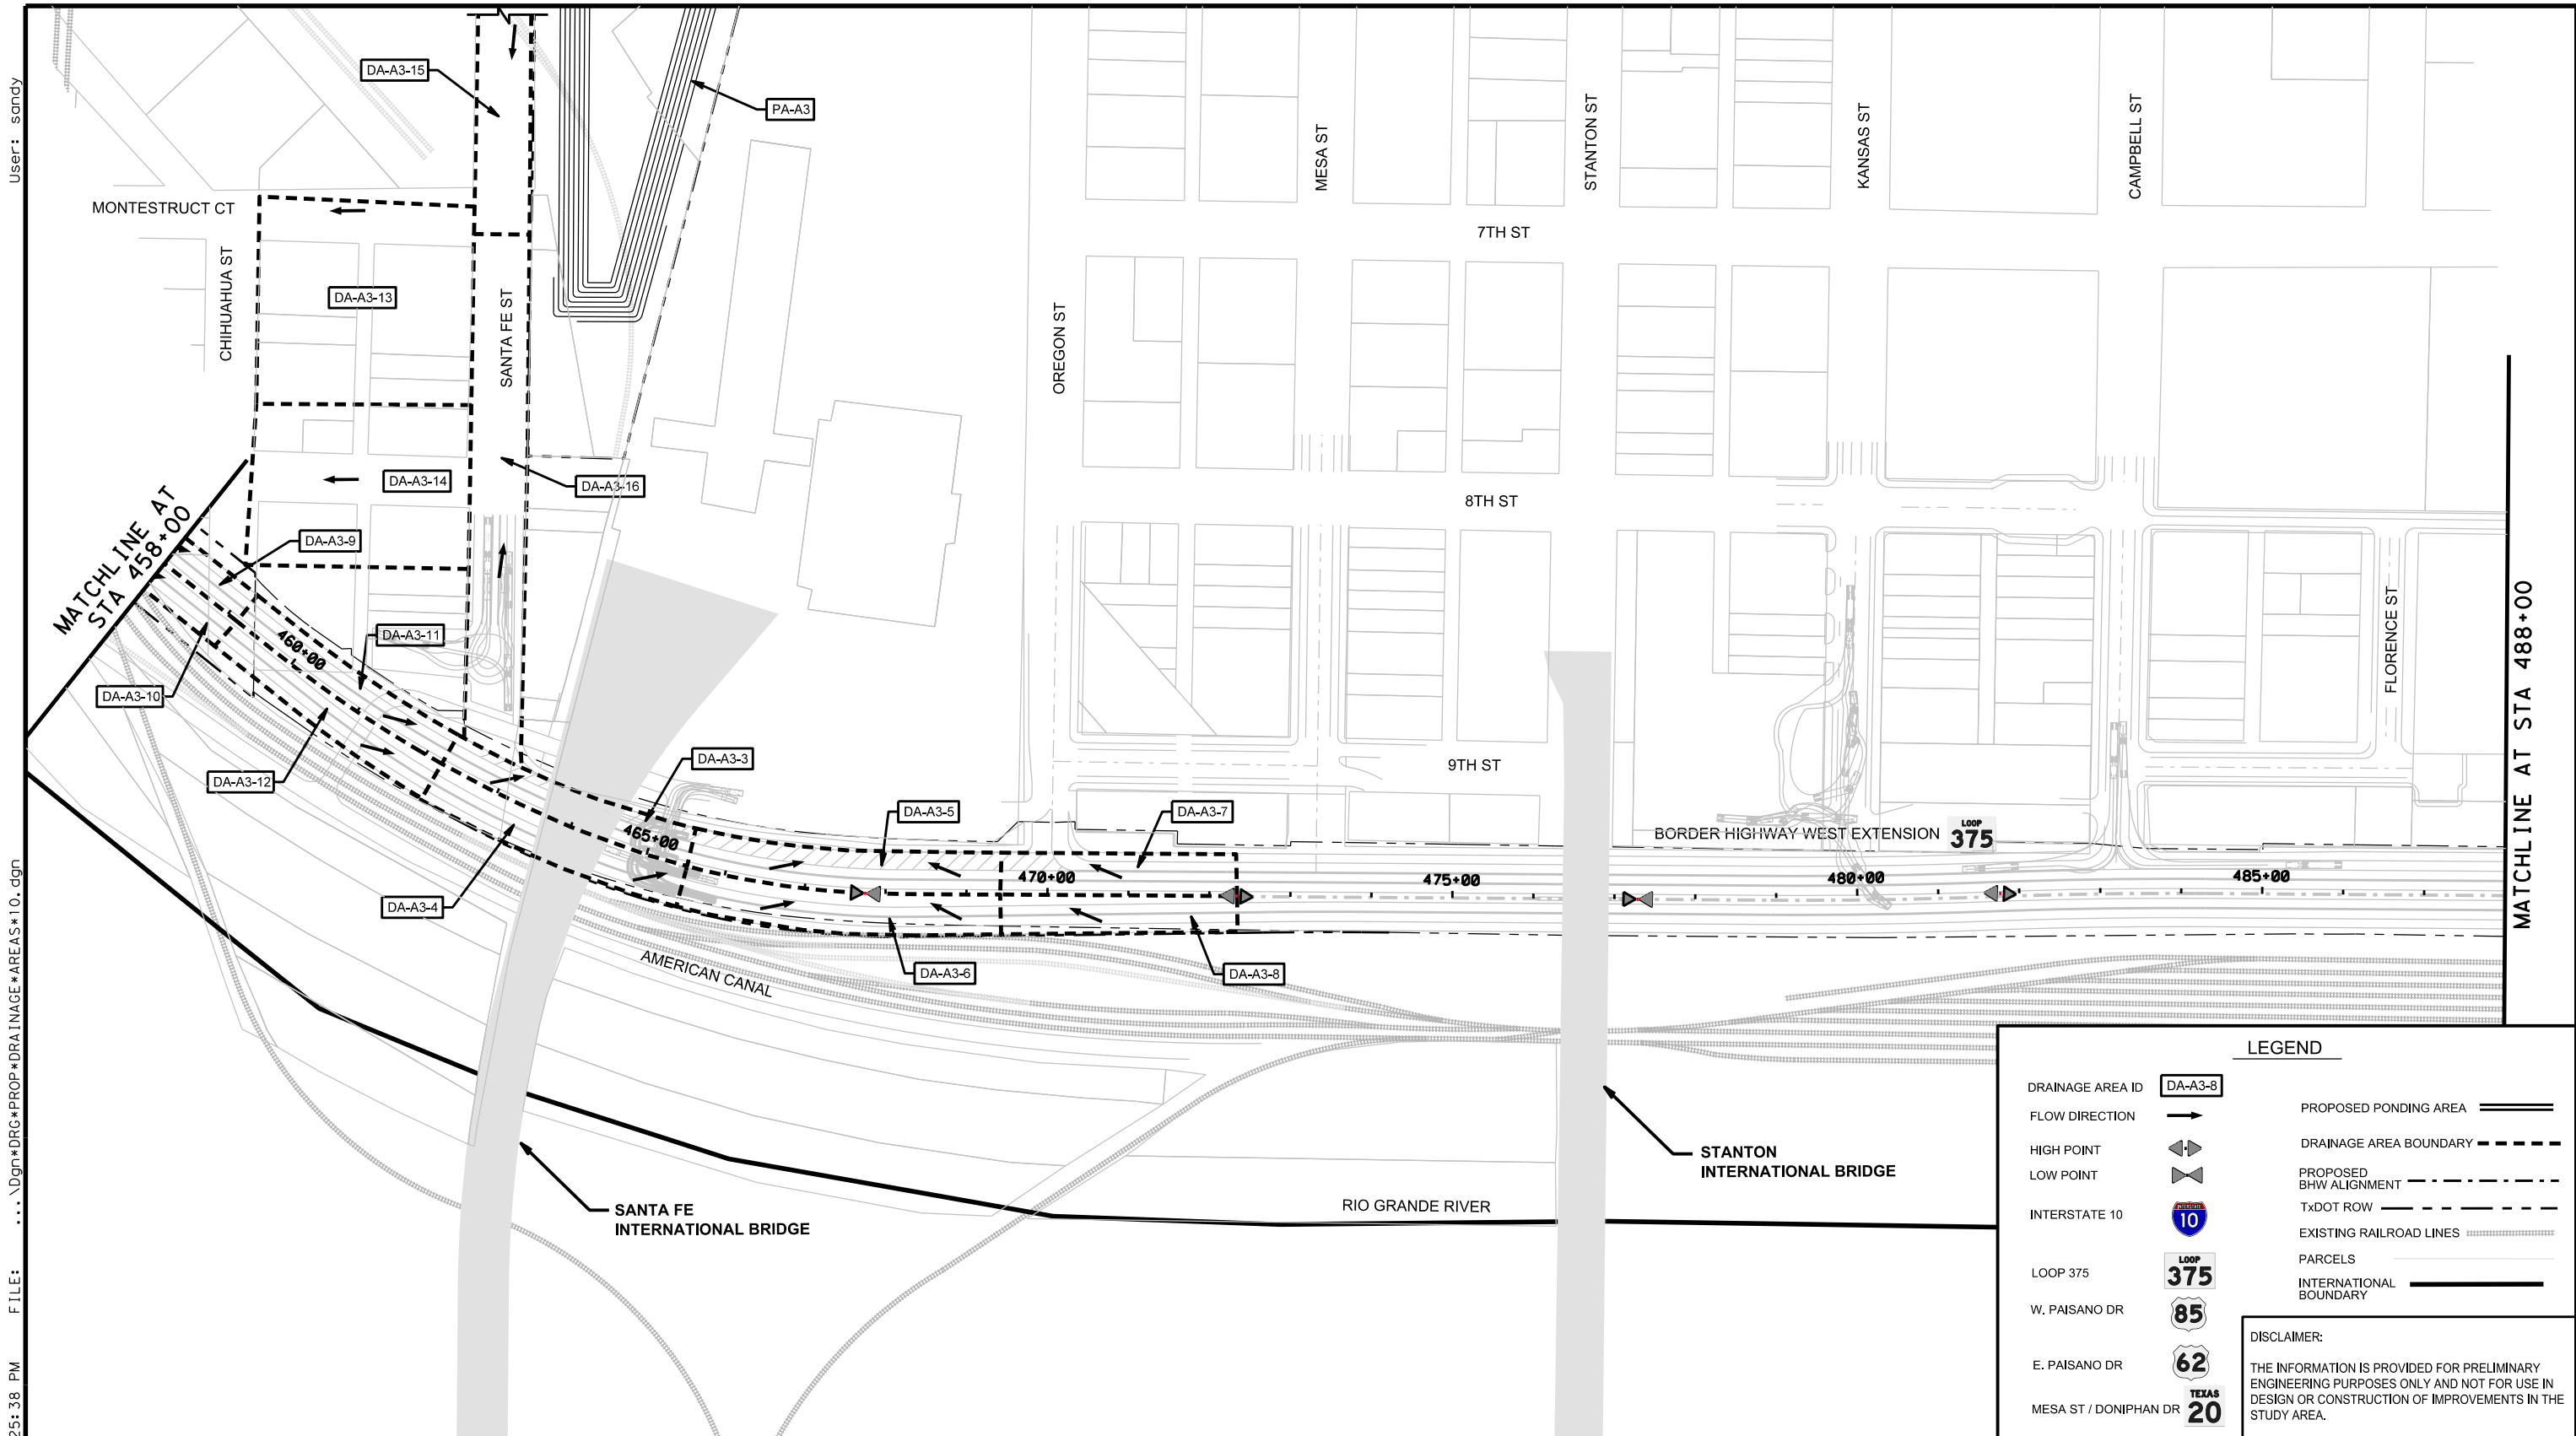 User: sandy
FILE: ...\Dgn*DRG*PROP*DRAINAGE*AREAS*10.dgn
25:38 PM
DA-A3-15
PA-A3
MONTESTRUCT CT
CHIHUAHUA ST
DA-A3-13
SANTA FE ST
OREGON ST
MESA ST
STANTON ST
KANSAS ST
CAMPBELL ST
7TH ST
DA-A3-14
DA-A3-16
8TH ST
MATCHLINE AT
STA 458+00
DA-A3-9
DA-A3-11
460+00
DA-A3-10
DA-A3-12
FLORENCE ST
MATCHLINE AT STA 488+00
DA-A3-3
9TH ST
DA-A3-5
DA-A3-7
465+00
BORDER HIGHWAY WEST EXTENSION
LOOP
375
470+00
475+00
480+00
485+00
DA-A3-4
DA-A3-6
DA-A3-8
AMERICAN CANAL
STANTON
INTERNATIONAL BRIDGE
SANTA FE
INTERNATIONAL BRIDGE
RIO GRANDE RIVER
LEGEND
DRAINAGE AREA ID
DA-A3-8
FLOW DIRECTION
HIGH POINT
LOW POINT
INTERSTATE 10
INTERSTATE
10
LOOP 375
LOOP
375
W. PAISANO DR
85
E. PAISANO DR
62
MESA ST / DONIPHAN DR
TEXAS
20
PROPOSED PONDING AREA
DRAINAGE AREA BOUNDARY
PROPOSED
BHW ALIGNMENT
TxDOT ROW
EXISTING RAILROAD LINES
PARCELS
INTERNATIONAL
BOUNDARY
DISCLAIMER:
THE INFORMATION IS PROVIDED FOR PRELIMINARY
ENGINEERING PURPOSES ONLY AND NOT FOR USE IN
DESIGN OR CONSTRUCTION OF IMPROVEMENTS IN THE
STUDY AREA.